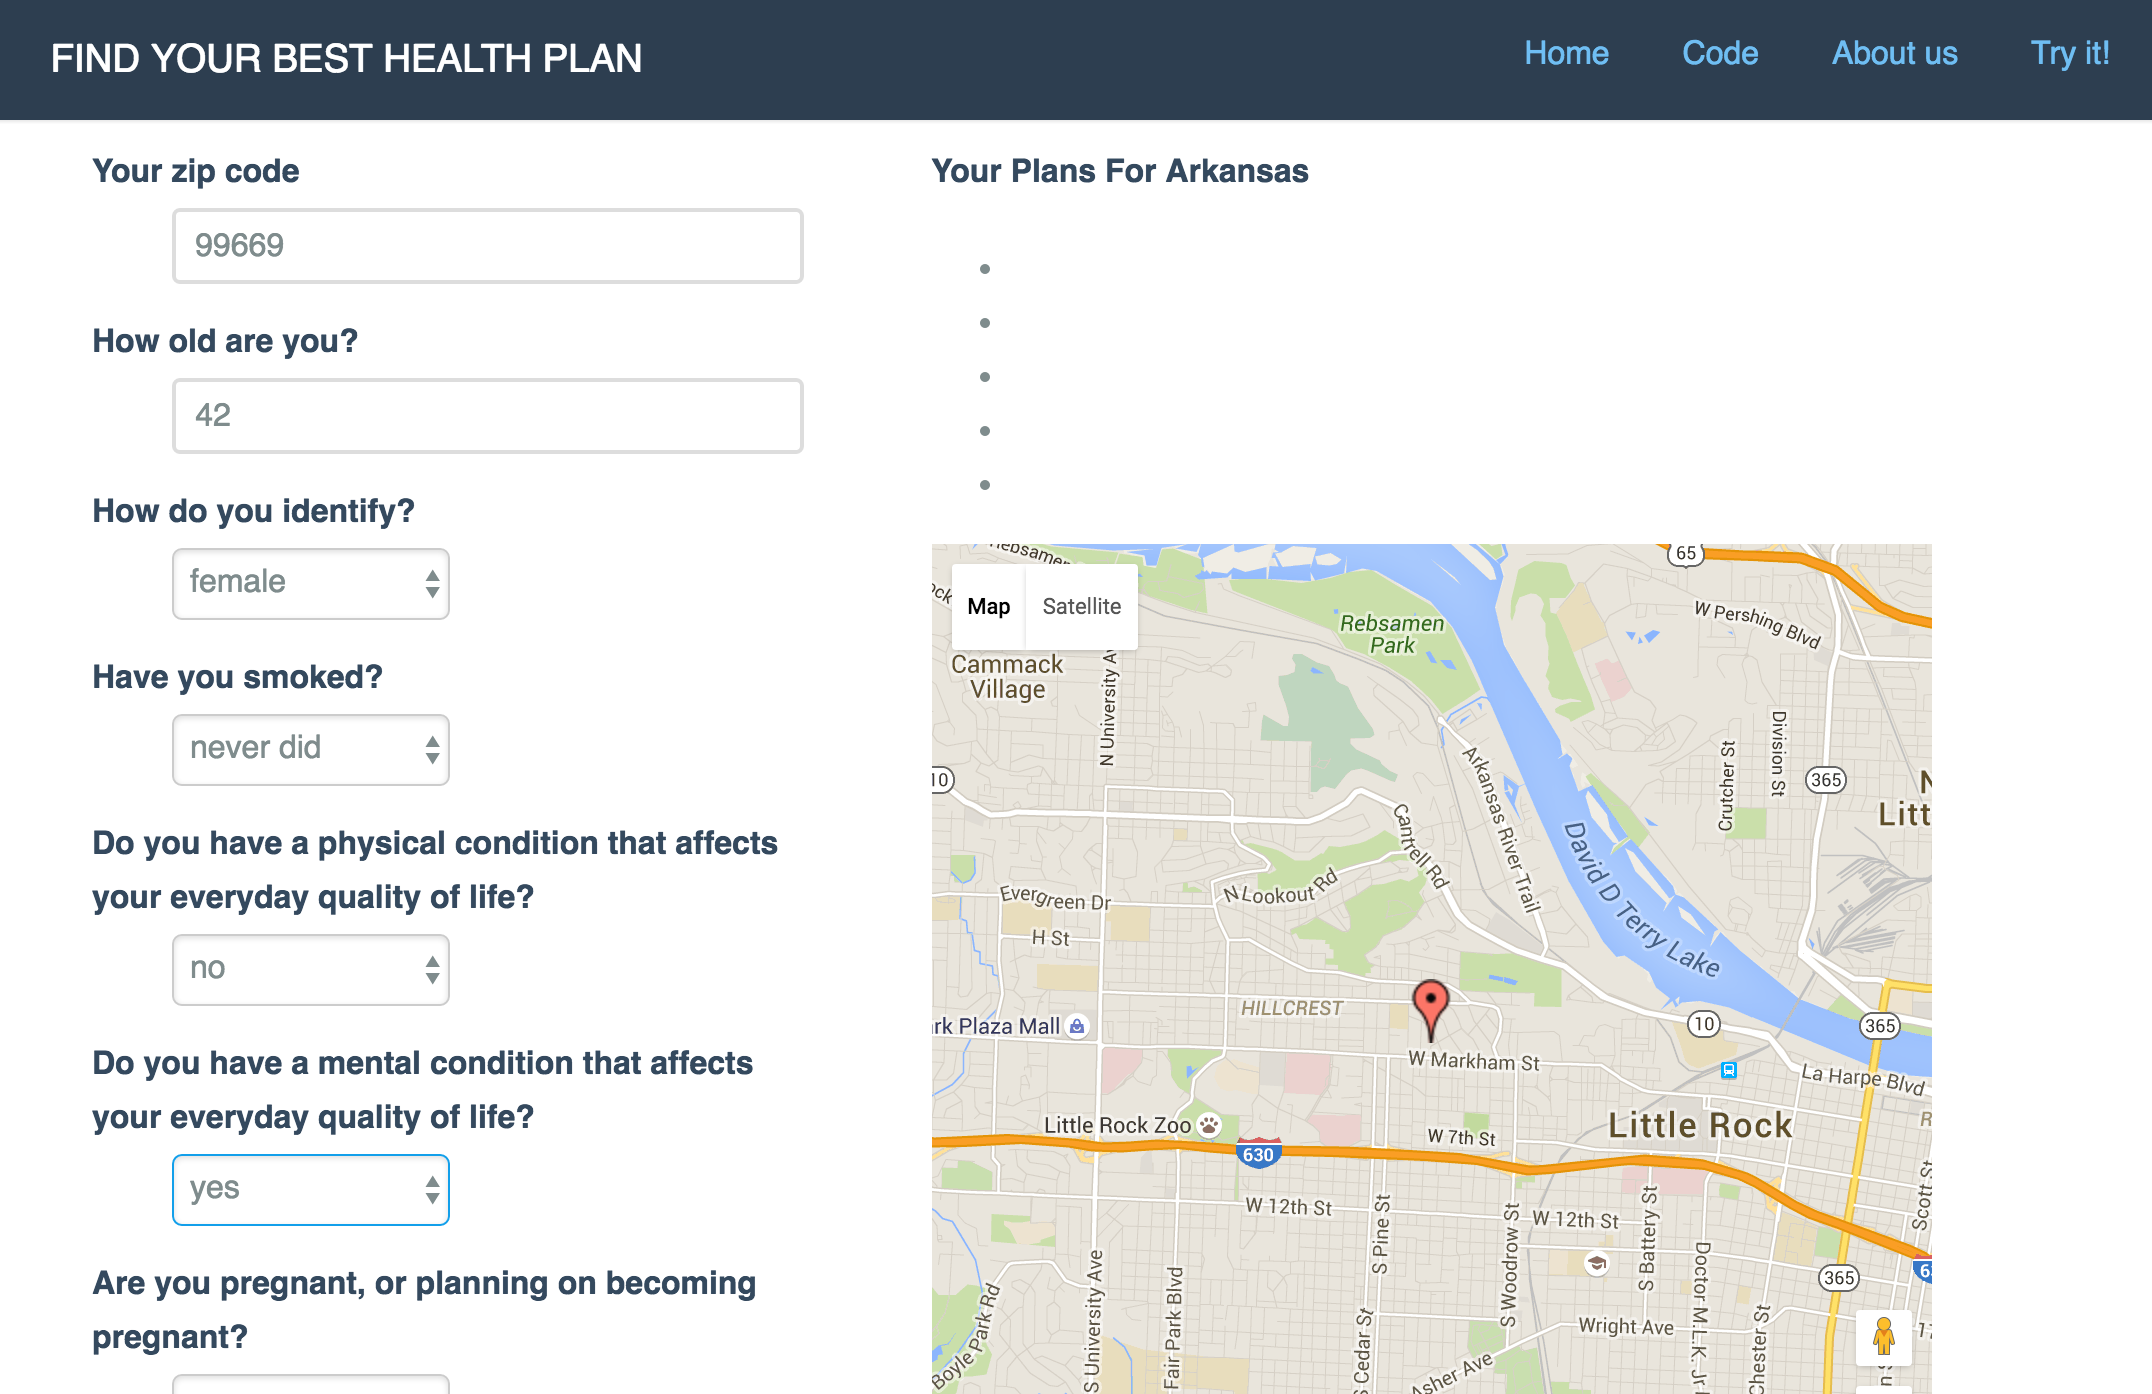 FIND YOUR BEST HEALTH PLAN
Home
Code
About us
Try it!
Your zip code
99669
How old are you?
42
How do you identify?
female
Have you smoked?
never did
Do you have a physical condition that affects
your everyday quality of life?
no
Do you have a mental condition that affects
your everyday quality of life?
yes
Are you pregnant, or planning on becoming
pregnant?
Your Plans For Arkansas
Map
Satellite
65
W Pershing Blvd
Rebsamen
Park
Cammack
Village
N University Av
10
Division St
Crutcher St
365
N
Litt
Arkansas River Trail
Cantrell Rd
David D Terry Lake
N Lookout Rd
Evergreen Dr
H St
HILLCREST
rk Plaza Mall
10
365
W Markham St
La Harpe Blvd
Little Rock Zoo
W 7th St
Little Rock
630
W 12th St
W 12th St
S Pine St
S Woodrow St
S Battery St
Scott St
Doctor M.L.K. Jr
365
Wright Ave
Chester St
Boyle Park Rd
S University Ave
Fair Park Blvd
S Cedar St
Asher Ave